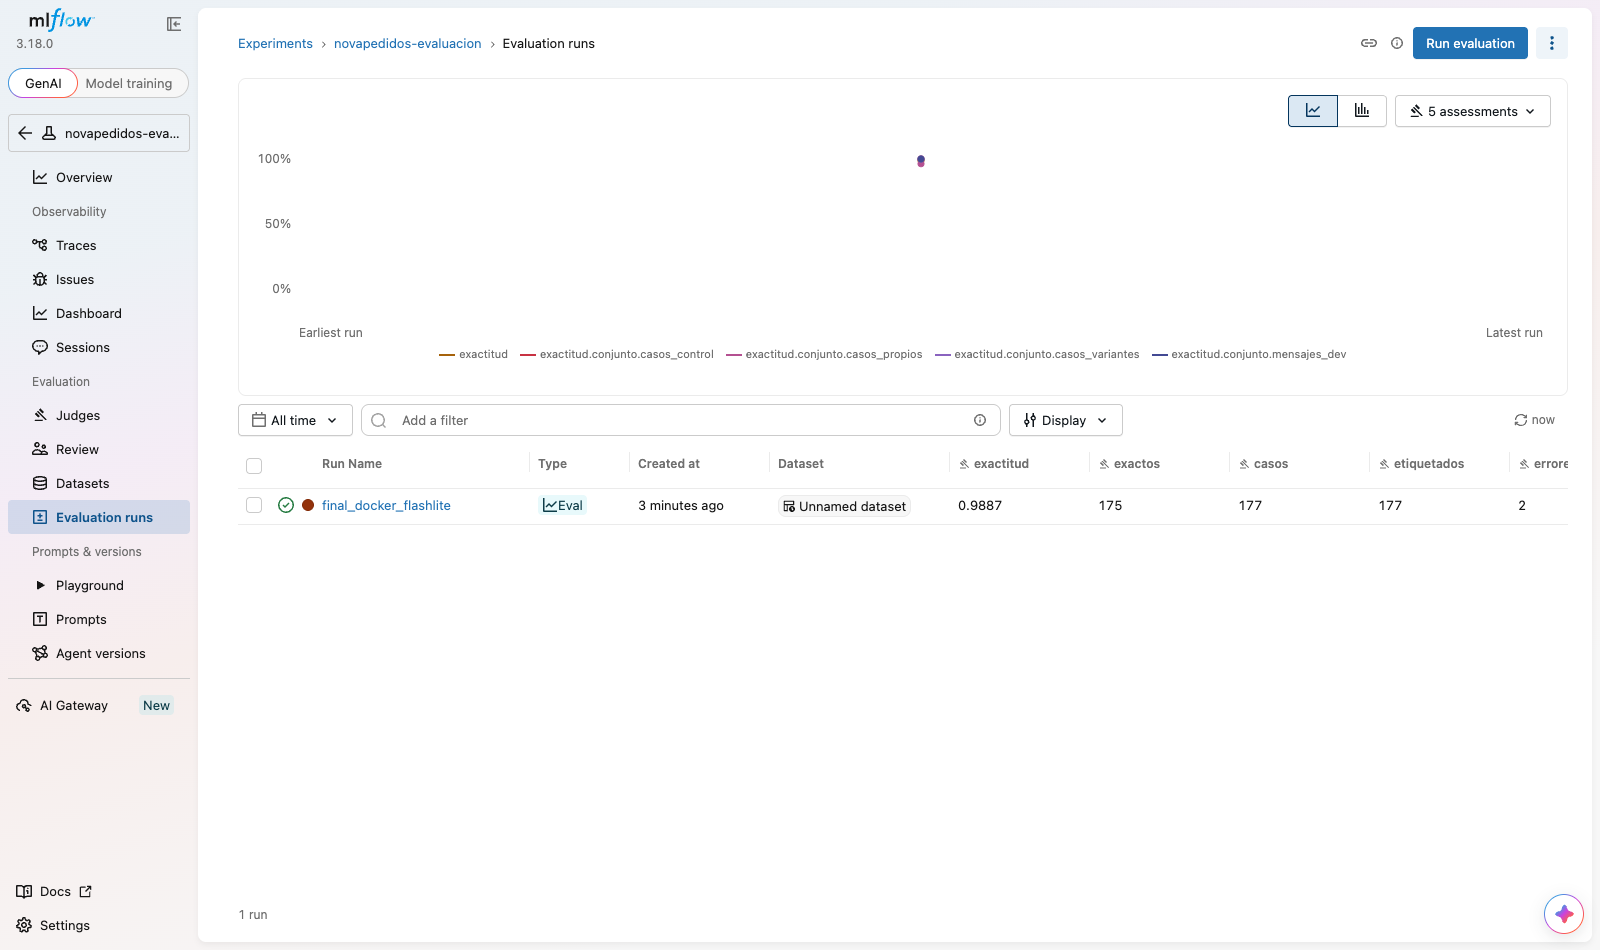 mlflow
3.18.0
GenAI
Model training
novapedidos-eva...
Overview
Observability
Traces
Issues
Dashboard
Sessions
Evaluation
Judges
Review
Datasets
Evaluation runs
Prompts & versions
Playground
Prompts
Agent versions
AI Gateway New
Docs
Settings
Experiments › novapedidos-evaluacion › Evaluation runs
Run evaluation
5 assessments
100%
50%
0%
Earliest run
Latest run
exactitud exactitud.conjunto.casos_control exactitud.conjunto.casos_propios exactitud.conjunto.casos_variantes exactitud.conjunto.mensajes_dev
All time
Add a filter
Display
now
Run Name Type Created at Dataset exactitud exactos casos etiquetados errore
final_docker_flashlite Eval 3 minutes ago Unnamed dataset 0.9887 175 177 177 2
1 run